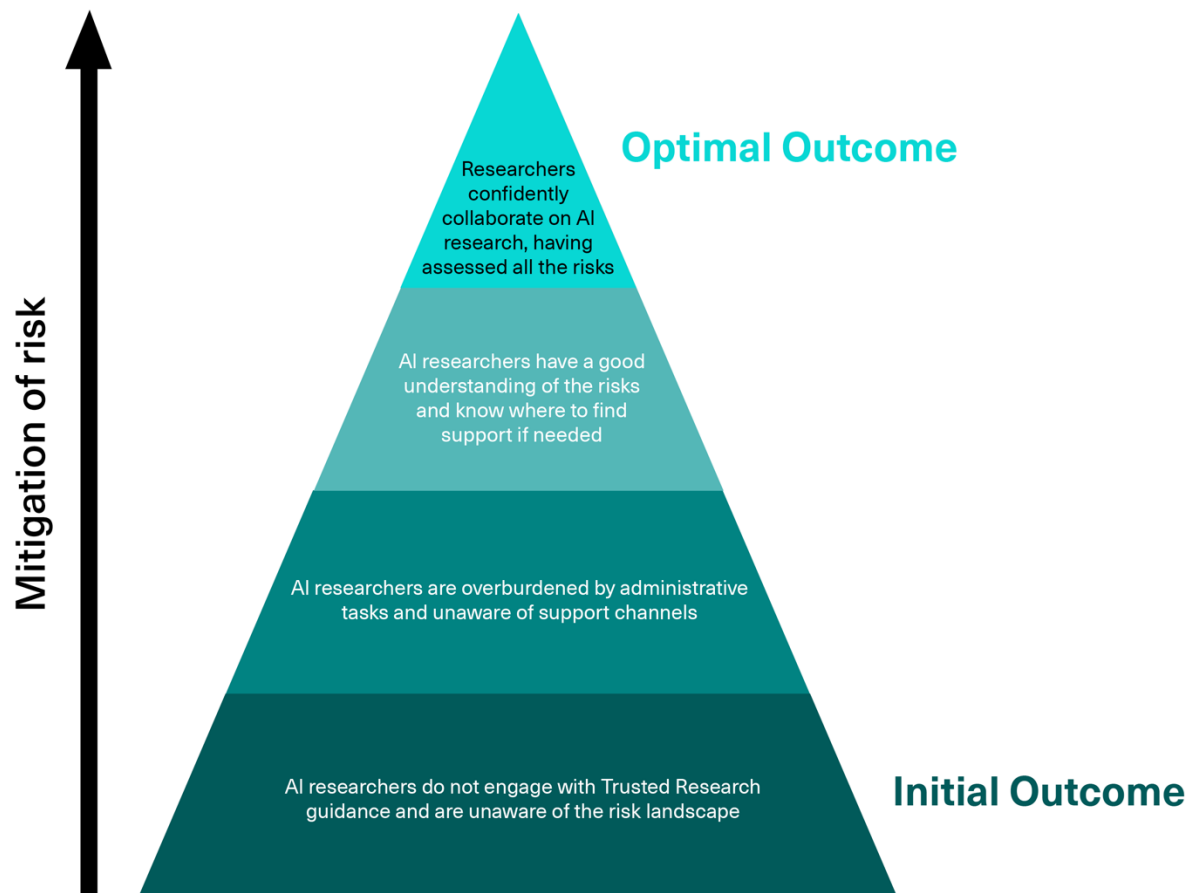 Optimal Outcome
Researchers
confidently
collaborate on AI
research, having
assessed all the risks
Mitigation of risk
AI researchers have a good
understanding of the risks
and know where to find
support if needed
AI researchers are overburdened by administrative
tasks and unaware of support channels
AI researchers do not engage with Trusted Research
guidance and are unaware of the risk landscape
Initial Outcome